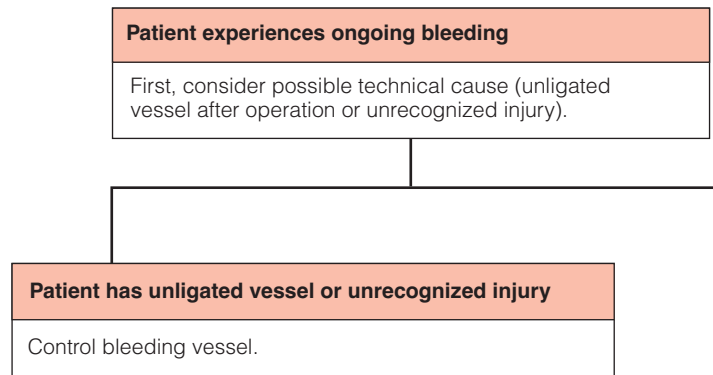 Patient experiences ongoing bleeding
First, consider possible technical cause (unligated
vessel after operation or unrecognized injury).
Patient has unligated vessel or unrecognized injury
Control bleeding vessel.